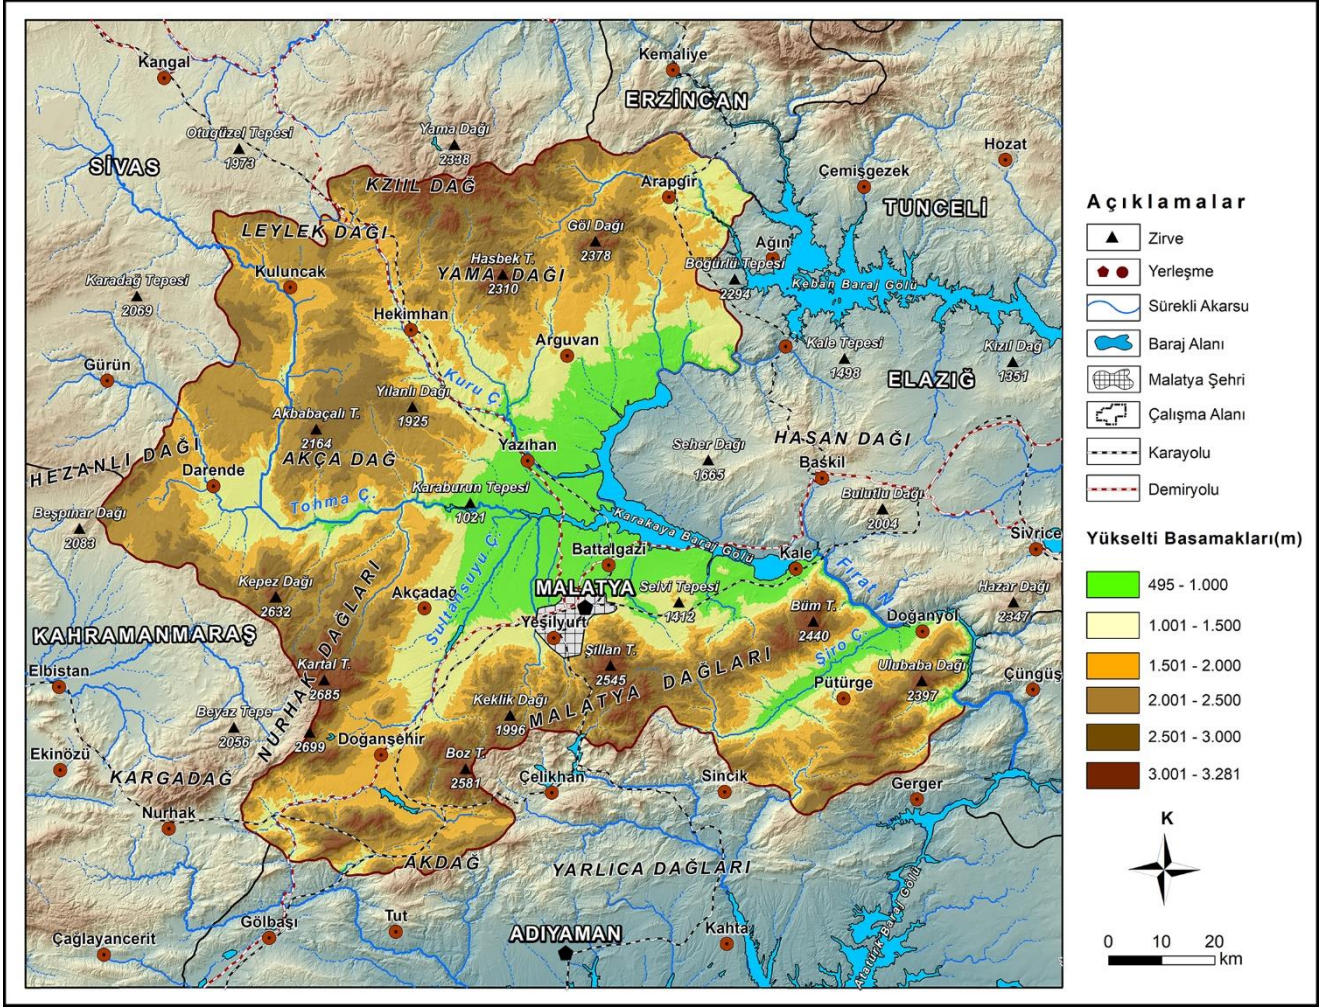 Kangal
Kemaliye
ERZİNCAN
Otugüzel Tepesi
1973
Yama Dağı
2338
Hozat
SİVAS
KZIIL DAĞ
Arapgir
Çemişgezek
TUNCELİ
LEYLEK DAĞI
Göl Dağı
2378
Ağın
Kuluncak
Hasbek T.
YAMA DAĞI
2310
Böğürlü Tepesi
2294
Keban Baraj Gölü
Karadağ Tepesi
2069
Hekimhan
Arguvan
Kale Tepesi
1498
Kızıl Dağ
1351
Gürün
Kuru Ç.
ELAZIĞ
Yılanlı Dağı
1925
Akbabaçalı T.
2164
AKÇA DAĞ
HEZANLI DAĞI
Yazıhan
Seher Dağı
1665
HASAN DAĞI
Baskil
Darende
Karaburun Tepesi
1021
Tohma Ç.
Bulutlu Dağı
2004
Beşpınar Dağı
2083
Karakaya Baraj Gölü
Sivrice
Battalgazi
Kale
Fırat N.
Kepez Dağı
2632
Akçadağ
Sultansuyu Ç.
MALATYA
Selvi Tepesi
1412
Büm T.
2440
Hazar Dağı
2347
Doğanyol
KAHRAMANMARAŞ
Yeşilyurt
Şiro Ç.
Elbistan
Kartal T.
2685
NURHAK DAĞLARI
Şillan T.
2545
MALATYA DAĞLARI
Pütürge
Ulubaba Dağı
2397
Çüngüş
Beyaz Tepe
2056
2699
Keklik Dağı
1996
Doğanşehir
Boz T.
2581
Ekinözü
KARGADAĞ
Çelikhan
Sincik
Gerger
Nurhak
AKDAĞ
YARLICA DAĞLARI
Gölbaşı
Tut
ADIYAMAN
Kahta
Atatürk Baraj Gölü
Çağlayancerit
Açıklamalar
Zirve
Yerleşme
Sürekli Akarsu
Baraj Alanı
Malatya Şehri
Çalışma Alanı
Karayolu
Demiryolu
Yükselti Basamakları(m)
495 - 1.000
1.001 - 1.500
1.501 - 2.000
2.001 - 2.500
2.501 - 3.000
3.001 - 3.281
K
0 10 20
km